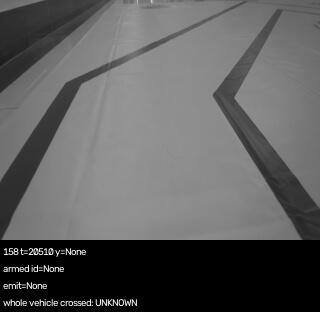 158 t=20510 y=None
armed id=None
emit=None
whole vehicle crossed: UNKNOWN